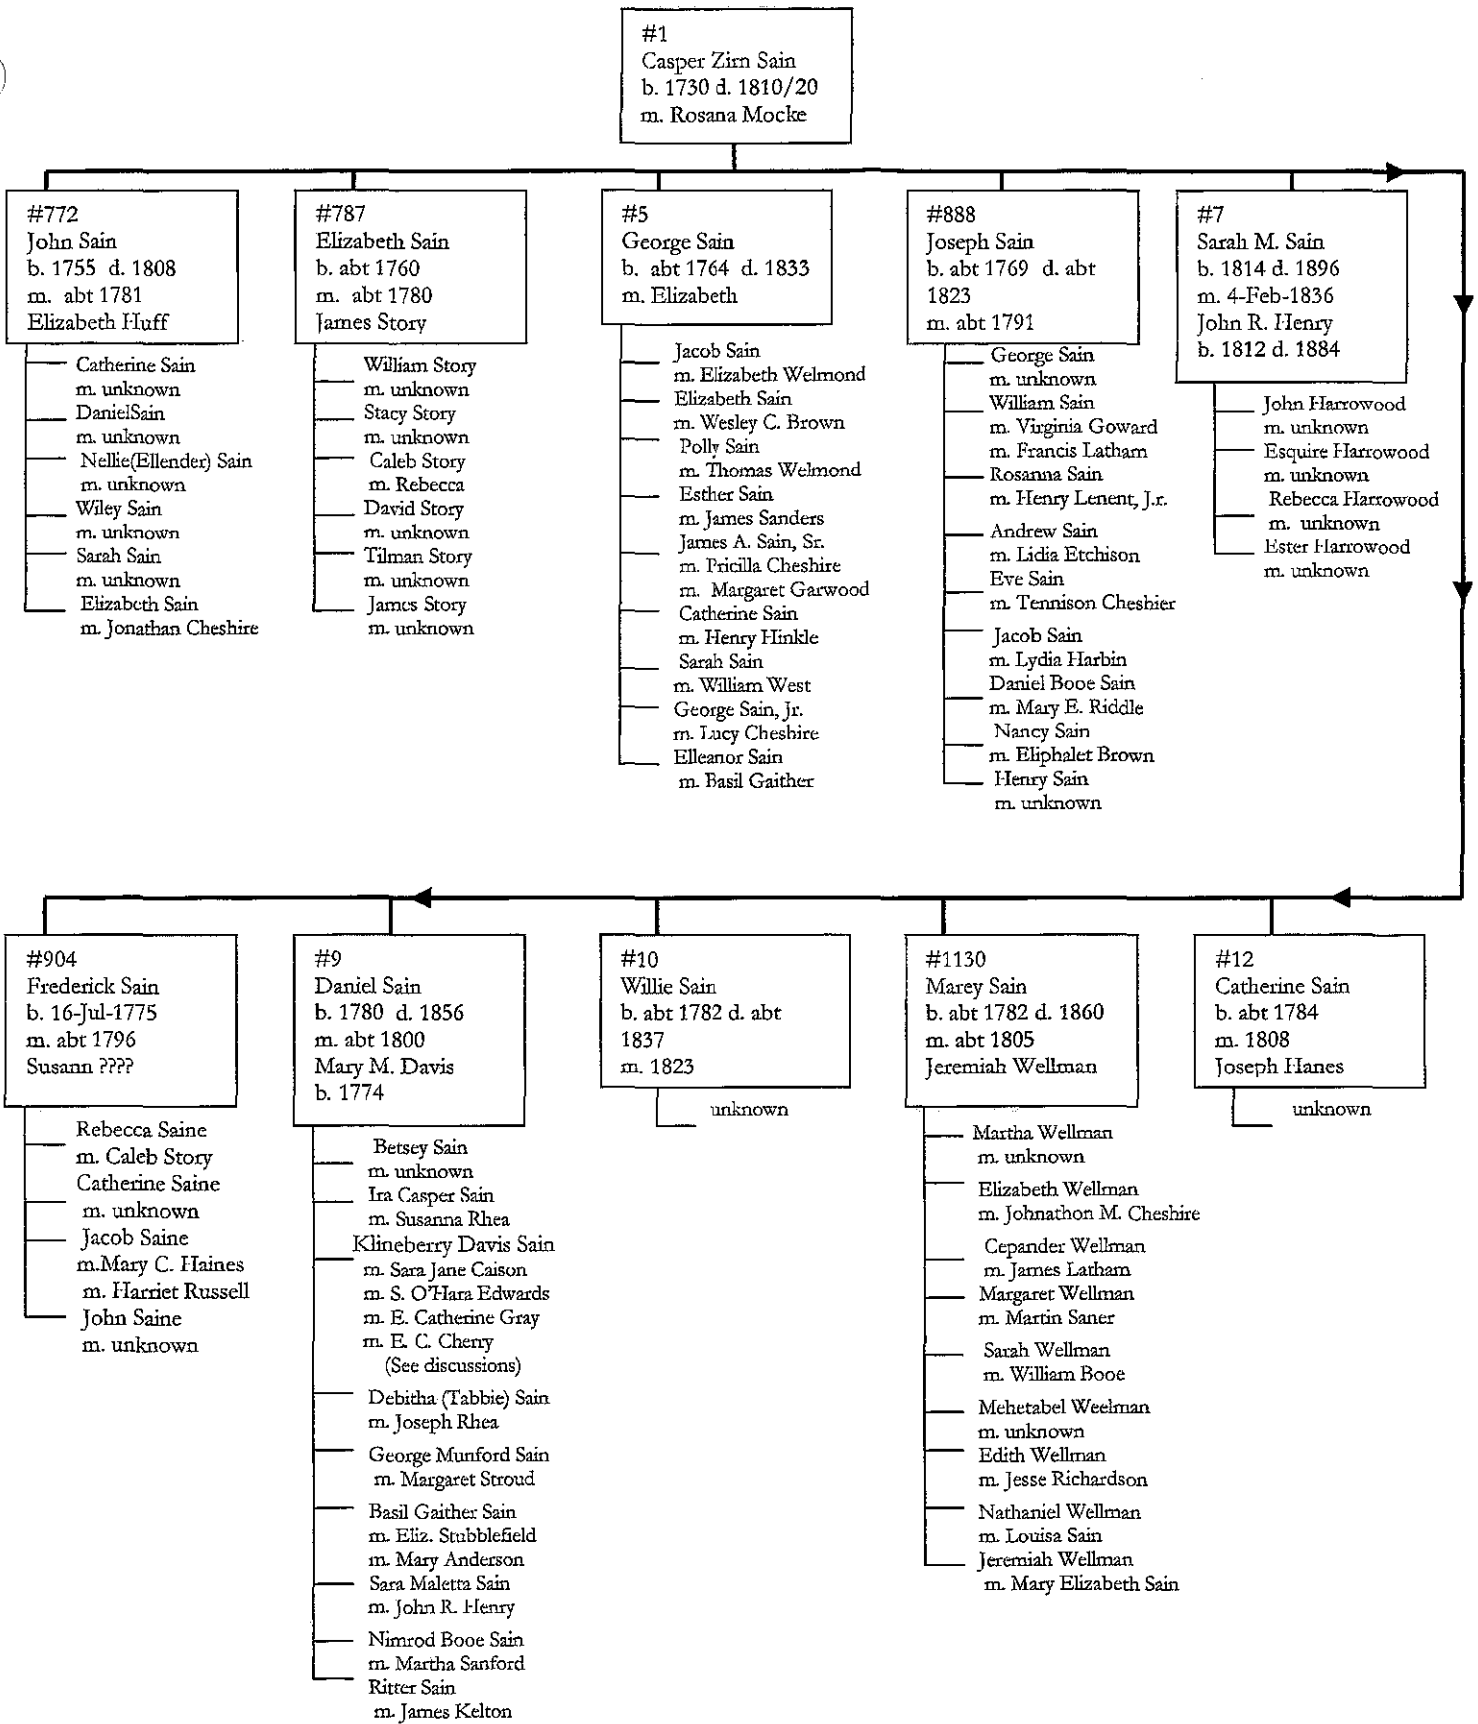 #1
Casper Zirn Sain
b. 1730 d. 1810/20
m. Rosana Mocke
#772
John Sain
b. 1755 d. 1808
m. abt 1781
Elizabeth Huff
Catherine Sain
m. unknown
DanielSain
m. unknown
Nellie(Ellender) Sain
m. unknown
Wiley Sain
m. unknown
Sarah Sain
m. unknown
Elizabeth Sain
m. Jonathan Cheshire
#787
Elizabeth Sain
b. abt 1760
m. abt 1780
James Story
William Story
m. unknown
Stacy Story
m. unknown
Caleb Story
m. Rebecca
David Story
m. unknown
Tilman Story
m. unknown
James Story
m. unknown
#5
George Sain
b. abt 1764 d. 1833
m. Elizabeth
Jacob Sain
m. Elizabeth Welmond
Elizabeth Sain
m. Wesley C. Brown
Polly Sain
m. Thomas Welmond
Esther Sain
m. James Sanders
James A. Sain, Sr.
m. Pricilla Cheshire
m. Margaret Garwood
Catherine Sain
m. Henry Hinkle
Sarah Sain
m. William West
George Sain, Jr.
m. Lucy Cheshire
Elleanor Sain
m. Basil Gaither
#888
Joseph Sain
b. abt 1769 d. abt
1823
m. abt 1791
George Sain
m. unknown
William Sain
m. Virginia Goward
m. Francis Latham
Rosanna Sain
m. Henry Lenent, J.r.
Andrew Sain
m. Lidia Etchison
Eve Sain
m. Tennison Cheshier
Jacob Sain
m. Lydia Harbin
Daniel Booe Sain
m. Mary E. Riddle
Nancy Sain
m. Eliphalet Brown
Henry Sain
m. unknown
#7
Sarah M. Sain
b. 1814 d. 1896
m. 4-Feb-1836
John R. Henry
b. 1812 d. 1884
John Harrowood
m. unknown
Esquire Harrowood
m. unknown
Rebecca Harrowood
m. unknown
Ester Harrowood
m. unknown
#904
Frederick Sain
b. 16-Jul-1775
m. abt 1796
Susann ????
Rebecca Saine
m. Caleb Story
Catherine Saine
m. unknown
Jacob Saine
m.Mary C. Haines
m. Harriet Russell
John Saine
m. unknown
#9
Daniel Sain
b. 1780 d. 1856
m. abt 1800
Mary M. Davis
b. 1774
Betsey Sain
m. unknown
Ira Casper Sain
m. Susanna Rhea
Klineberry Davis Sain
m. Sara Jane Caison
m. S. O'Hara Edwards
m. E. Catherine Gray
m. E. C. Cherry
(See discussions)
Debitha (Tabbie) Sain
m. Joseph Rhea
George Munford Sain
m. Margaret Stroud
Basil Gaither Sain
m. Eliz. Stubblefield
m. Mary Anderson
Sara Maletta Sain
m. John R. Henry
Nimrod Booe Sain
m. Martha Sanford
Ritter Sain
m. James Kelton
#10
Willie Sain
b. abt 1782 d. abt
1837
m. 1823
unknown
#1130
Marey Sain
b. abt 1782 d. 1860
m. abt 1805
Jeremiah Wellman
Martha Wellman
m. unknown
Elizabeth Wellman
m. Johnathon M. Cheshire
Cepander Wellman
m. James Latham
Margaret Wellman
m. Martin Saner
Sarah Wellman
m. William Booe
Mehetabel Weelman
m. unknown
Edith Wellman
m. Jesse Richardson
Nathaniel Wellman
m. Louisa Sain
Jeremiah Wellman
m. Mary Elizabeth Sain
#12
Catherine Sain
b. abt 1784
m. 1808
Joseph Hanes
unknown